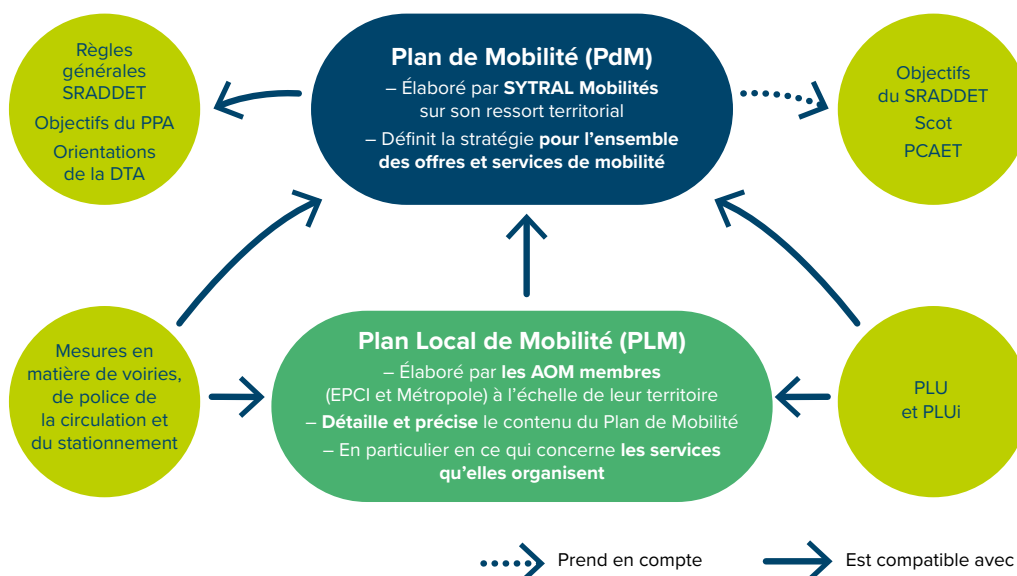 Règles
générales
SRADDET
Objectifs du PPA
Orientations
de la DTA
Plan de Mobilité (PdM)
– Élaboré par SYTRAL Mobilités
sur son ressort territorial
– Définit la stratégie pour l'ensemble
des offres et services de mobilité
Objectifs
du SRADDET
Scot
PCAET
Mesures en
matière de voiries,
de police de
la circulation et
du stationnement
Plan Local de Mobilité (PLM)
– Élaboré par les AOM membres
(EPCI et Métropole) à l'échelle de leur territoire
– Détaille et précise le contenu du Plan de Mobilité
– En particulier en ce qui concerne les services
qu'elles organisent
PLU
et PLUi
Prend en compte
Est compatible avec